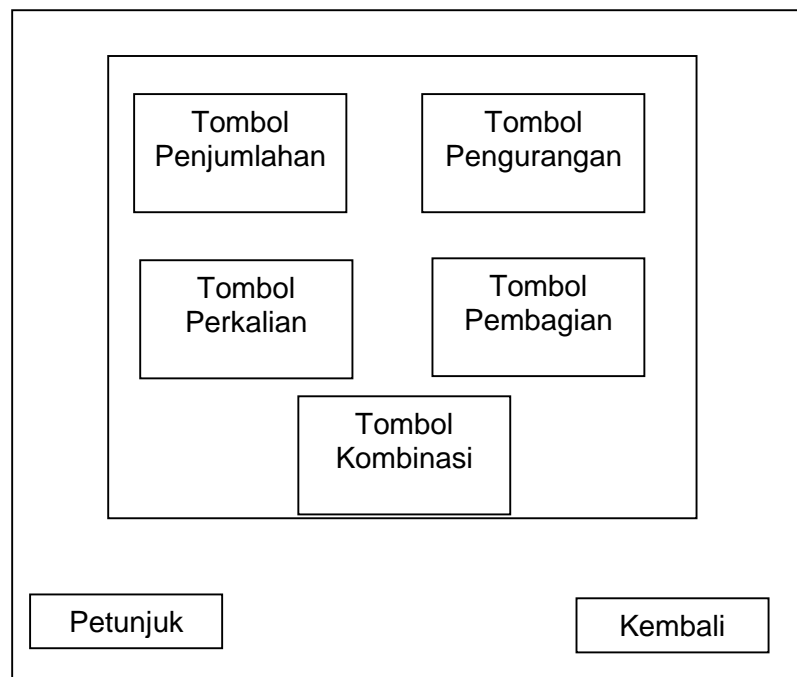 Tombol
Penjumlahan
Tombol
Pengurangan
Tombol
Perkalian
Tombol
Pembagian
Tombol
Kombinasi
Petunjuk
Kembali